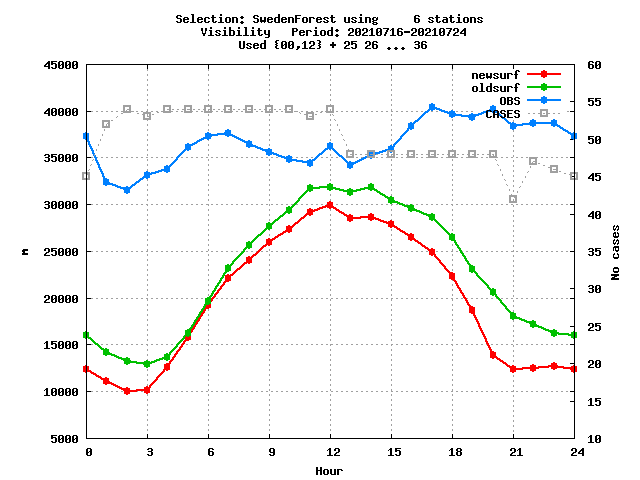 Selection: SwedenForest using     6 stations
Visibility   Period: 20210716-20210724
Used {00,12} + 25 26 ... 36
45000
40000
35000
30000
25000
20000
15000
10000
5000
m
60
55
50
45
40
35
30
25
20
15
10
No cases
newsurf
oldsurf
OBS
CASES
0 3 6 9 12 15 18 21 24
Hour